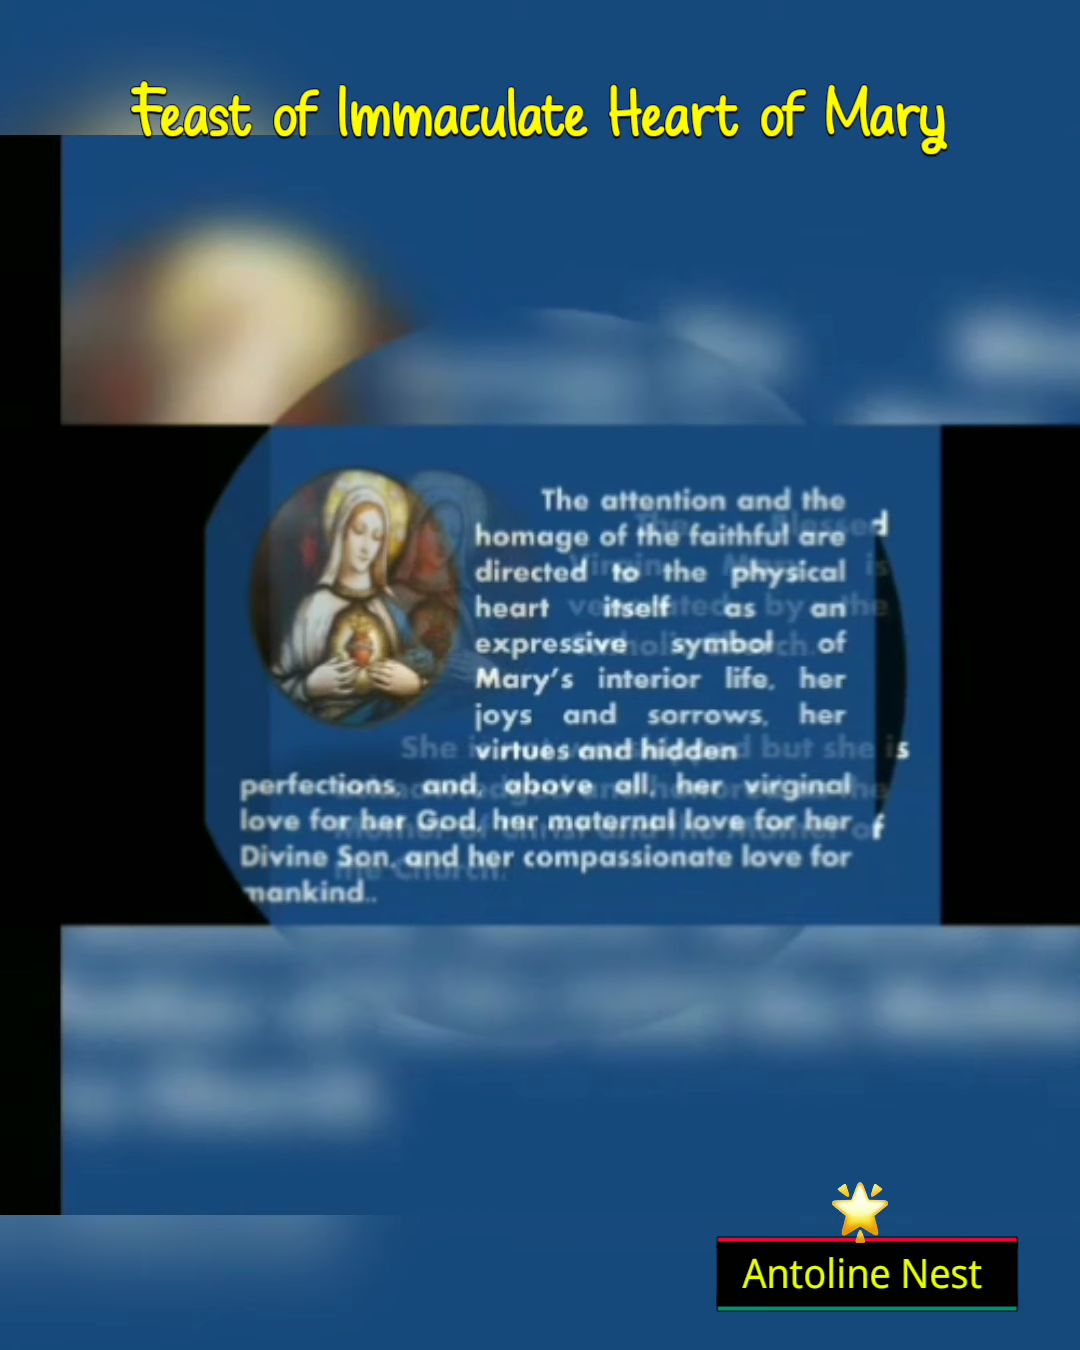 Feast of Immaculate Heart of Mary
The attention and the
homage of the faithful are
directed to the physical
heart itself as an
expressive symbol of
Mary's interior life, her
joys and sorrows, her
virtues and hidden
perfections, and, above all, her virginal
love for her God, her maternal love for her
Divine Son, and her compassionate love for
mankind..
Antoline Nest